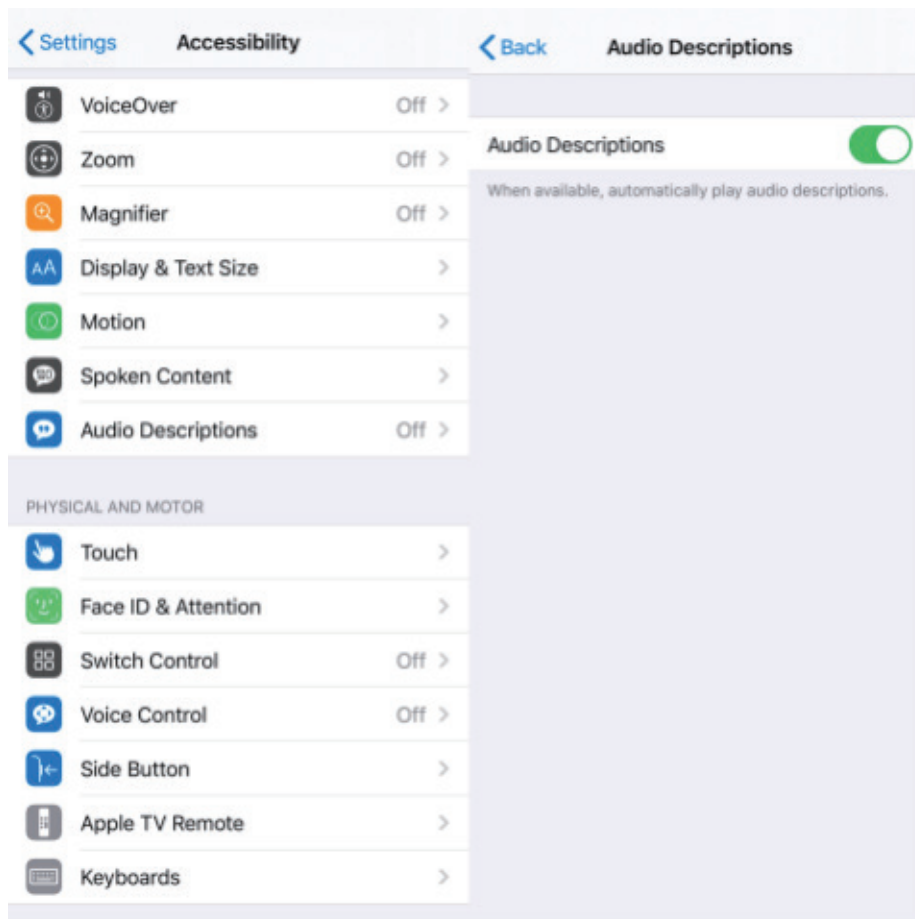 Settings
Accessibility
VoiceOver Off
Zoom Off
Magnifier Off
Display & Text Size
Motion
Spoken Content
Audio Descriptions Off
PHYSICAL AND MOTOR
Touch
Face ID & Attention
Switch Control Off
Voice Control Off
Side Button
Apple TV Remote
Keyboards
Back
Audio Descriptions
Audio Descriptions
When available, automatically play audio descriptions.